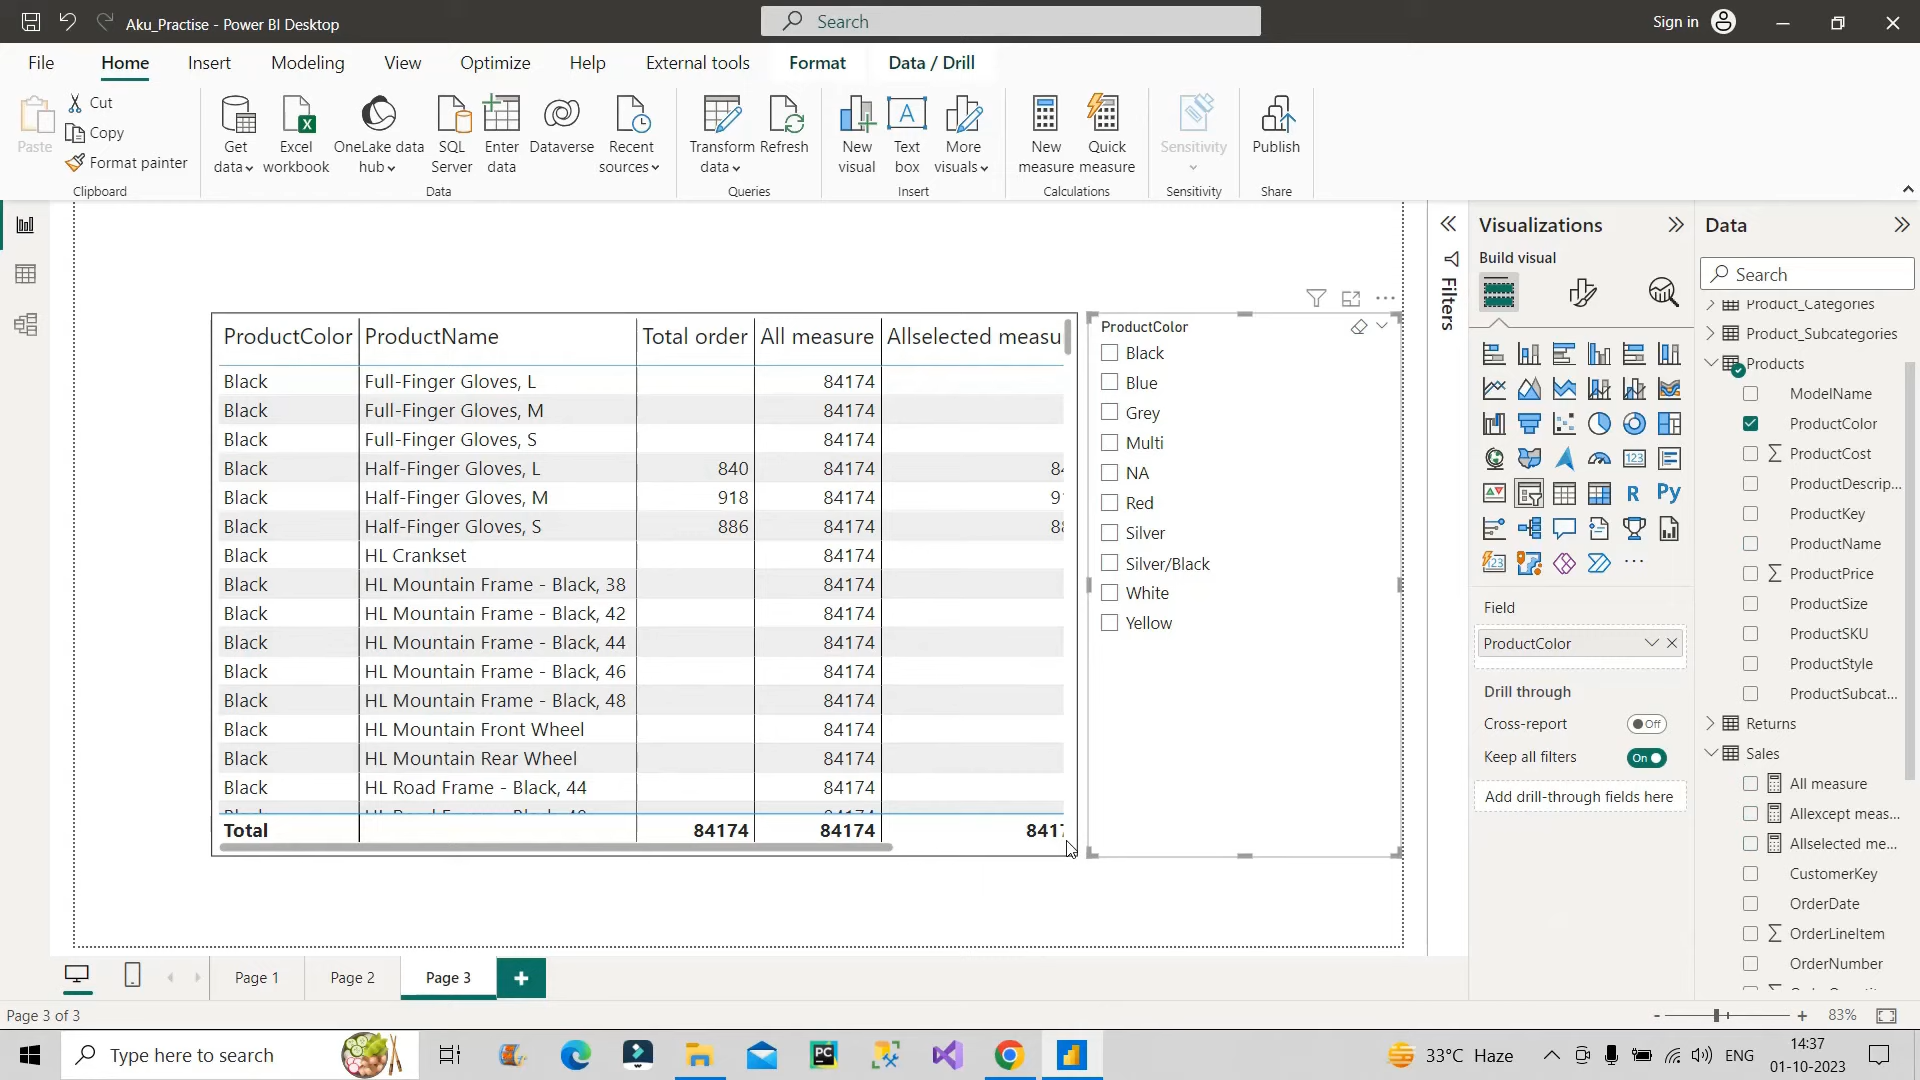 Aku_Practise - Power BI Desktop
Search
Sign in
File
Home
Insert
Modeling
View
Optimize
Help
External tools
Format
Data / Drill
Paste
Cut
Copy
Format painter
Clipboard
Get data
Excel workbook
OneLake data hub
SQL Server
Enter data
Dataverse
Recent sources
Data
Transform data
Refresh
Queries
New visual
Text box
More visuals
Insert
New measure
Quick measure
Calculations
Sensitivity
Sensitivity
Publish
Share
ProductColor ProductName Total order All measure Allselected measu
Black Full-Finger Gloves, L 84174
Black Full-Finger Gloves, M 84174
Black Full-Finger Gloves, S 84174
Black Half-Finger Gloves, L 840 84174 84
Black Half-Finger Gloves, M 918 84174 91
Black Half-Finger Gloves, S 886 84174 88
Black HL Crankset 84174
Black HL Mountain Frame - Black, 38 84174
Black HL Mountain Frame - Black, 42 84174
Black HL Mountain Frame - Black, 44 84174
Black HL Mountain Frame - Black, 46 84174
Black HL Mountain Frame - Black, 48 84174
Black HL Mountain Front Wheel 84174
Black HL Mountain Rear Wheel 84174
Black HL Road Frame - Black, 44 84174
Total 84174 84174 8417
ProductColor
Black
Blue
Grey
Multi
NA
Red
Silver
Silver/Black
White
Yellow
Filters
Visualizations
Build visual
123
R
Py
123
Field
ProductColor
Drill through
Cross-report
Off
Keep all filters
On
Add drill-through fields here
Data
Search
Product_Categories
Product_Subcategories
Products
ModelName
ProductColor
ProductCost
ProductDescrip...
ProductKey
ProductName
ProductPrice
ProductSize
ProductSKU
ProductStyle
ProductSubcat...
Returns
Sales
All measure
Allexcept meas...
Allselected me...
CustomerKey
OrderDate
OrderLineItem
OrderNumber
Page 1
Page 2
Page 3
Page 3 of 3
83%
Type here to search
33°C Haze
ENG
14:37
01-10-2023